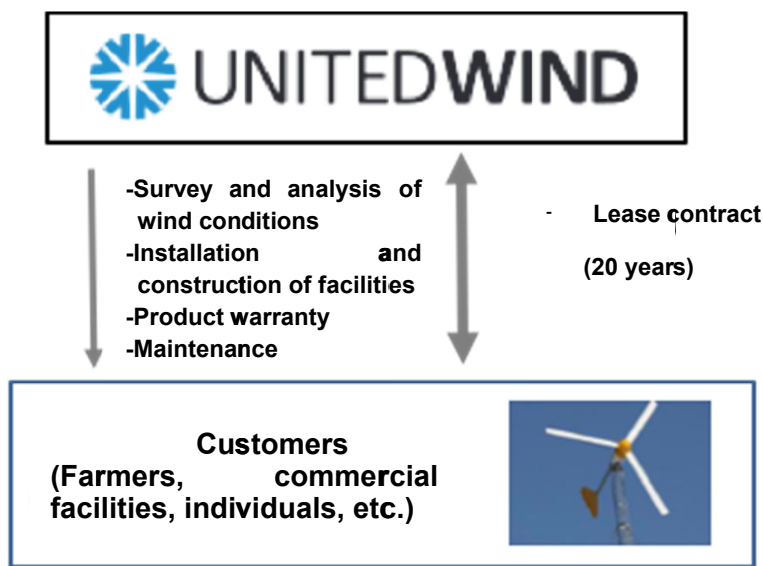 UNITEDWIND
-Survey and analysis of
wind conditions
-Installation and
construction of facilities
-Product warranty
-Maintenance
- Lease contract
(20 years)
Customers
(Farmers, commercial
facilities, individuals, etc.)